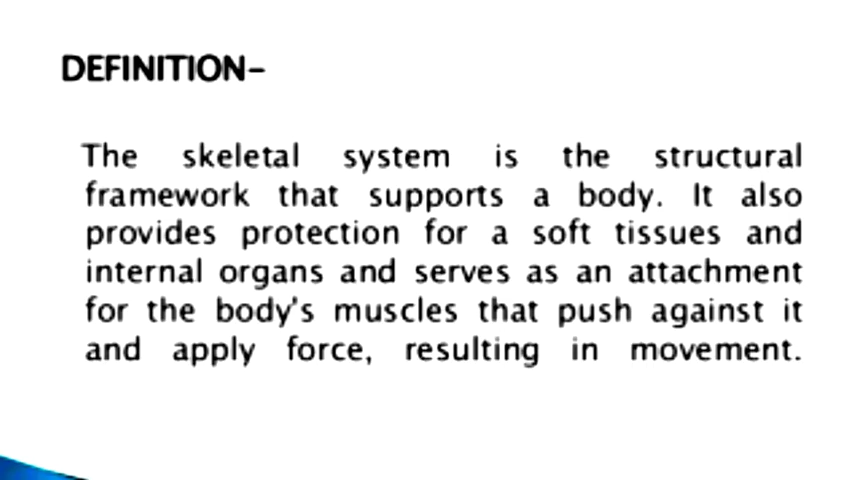 DEFINITION–
The skeletal system is the structural
framework that supports a body. It also
provides protection for a soft tissues and
internal organs and serves as an attachment
for the body's muscles that push against it
and apply force, resulting in movement.